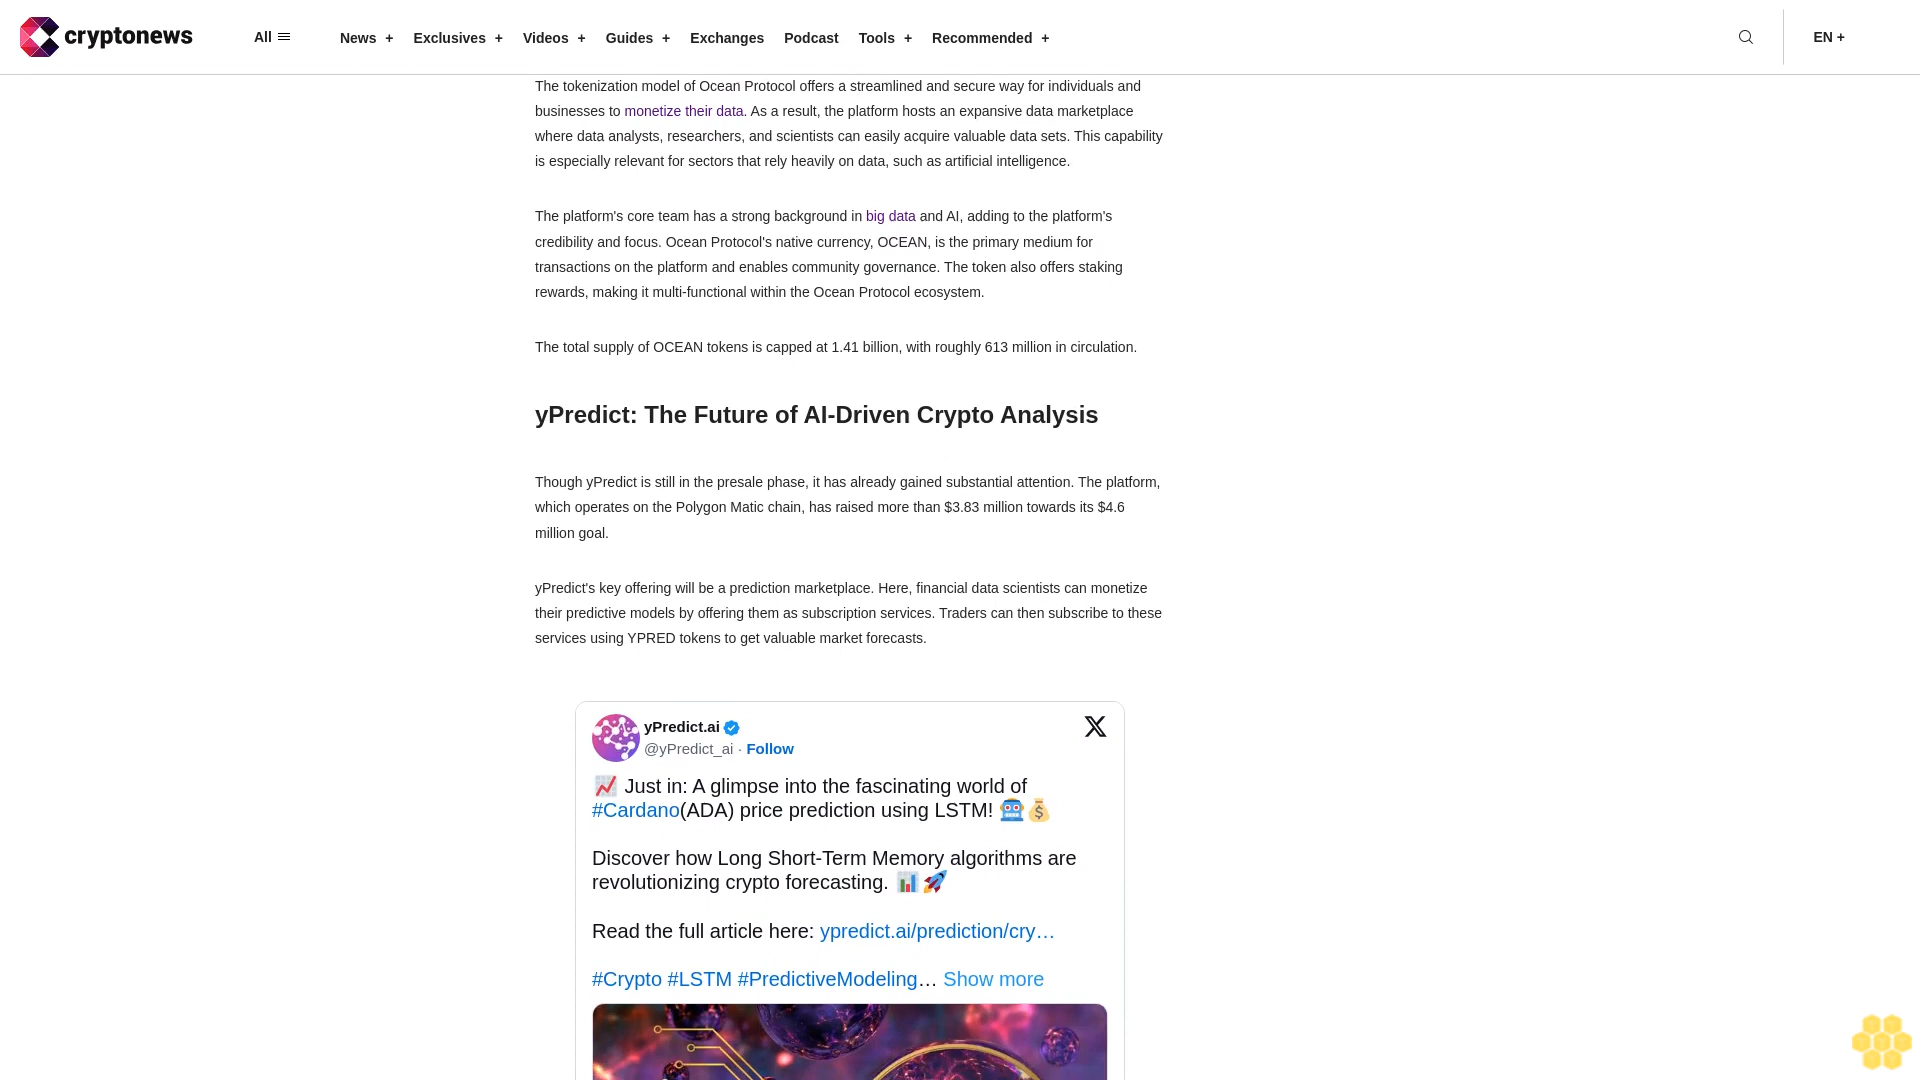 cryptonews
All
News + Exclusives + Videos + Guides + Exchanges Podcast Tools + Recommended +
EN +
The tokenization model of Ocean Protocol offers a streamlined and secure way for individuals and
businesses to monetize their data. As a result, the platform hosts an expansive data marketplace
where data analysts, researchers, and scientists can easily acquire valuable data sets. This capability
is especially relevant for sectors that rely heavily on data, such as artificial intelligence.
The platform's core team has a strong background in big data and AI, adding to the platform's
credibility and focus. Ocean Protocol's native currency, OCEAN, is the primary medium for
transactions on the platform and enables community governance. The token also offers staking
rewards, making it multi-functional within the Ocean Protocol ecosystem.
The total supply of OCEAN tokens is capped at 1.41 billion, with roughly 613 million in circulation.
yPredict: The Future of AI-Driven Crypto Analysis
Though yPredict is still in the presale phase, it has already gained substantial attention. The platform,
which operates on the Polygon Matic chain, has raised more than $3.83 million towards its $4.6
million goal.
yPredict's key offering will be a prediction marketplace. Here, financial data scientists can monetize
their predictive models by offering them as subscription services. Traders can then subscribe to these
services using YPRED tokens to get valuable market forecasts.
yPredict.ai
@yPredict_ai · Follow
📈 Just in: A glimpse into the fascinating world of
#Cardano(ADA) price prediction using LSTM! 🤖💰
Discover how Long Short-Term Memory algorithms are
revolutionizing crypto forecasting. 📊🚀
Read the full article here: ypredict.ai/prediction/cry…
#Crypto #LSTM #PredictiveModeling… Show more